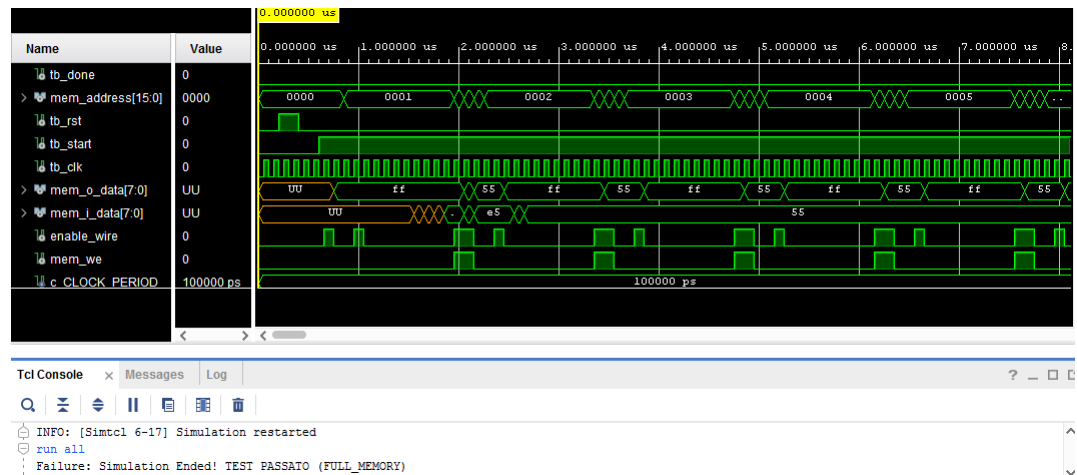 0.000000 us
Name Value
0.000000 us 1.000000 us 2.000000 us 3.000000 us 4.000000 us 5.000000 us 6.000000 us 7.000000 us 8.
tb_done 0
mem_address[15:0] 0000 0000 0001 0002 0003 0004 0005 ..
tb_rst 0
tb_start 0
tb_clk 0
mem_o_data[7:0] UU UU ff 55 ff 55 ff 55 ff 55 ff 55
mem_i_data[7:0] UU UU . e5 55
enable_wire 0
mem_we 0
c_CLOCK_PERIOD 100000 ps 100000 ps
Tcl Console × Messages Log
INFO: [Simtcl 6-17] Simulation restarted
run all
Failure: Simulation Ended! TEST PASSATO (FULL_MEMORY)